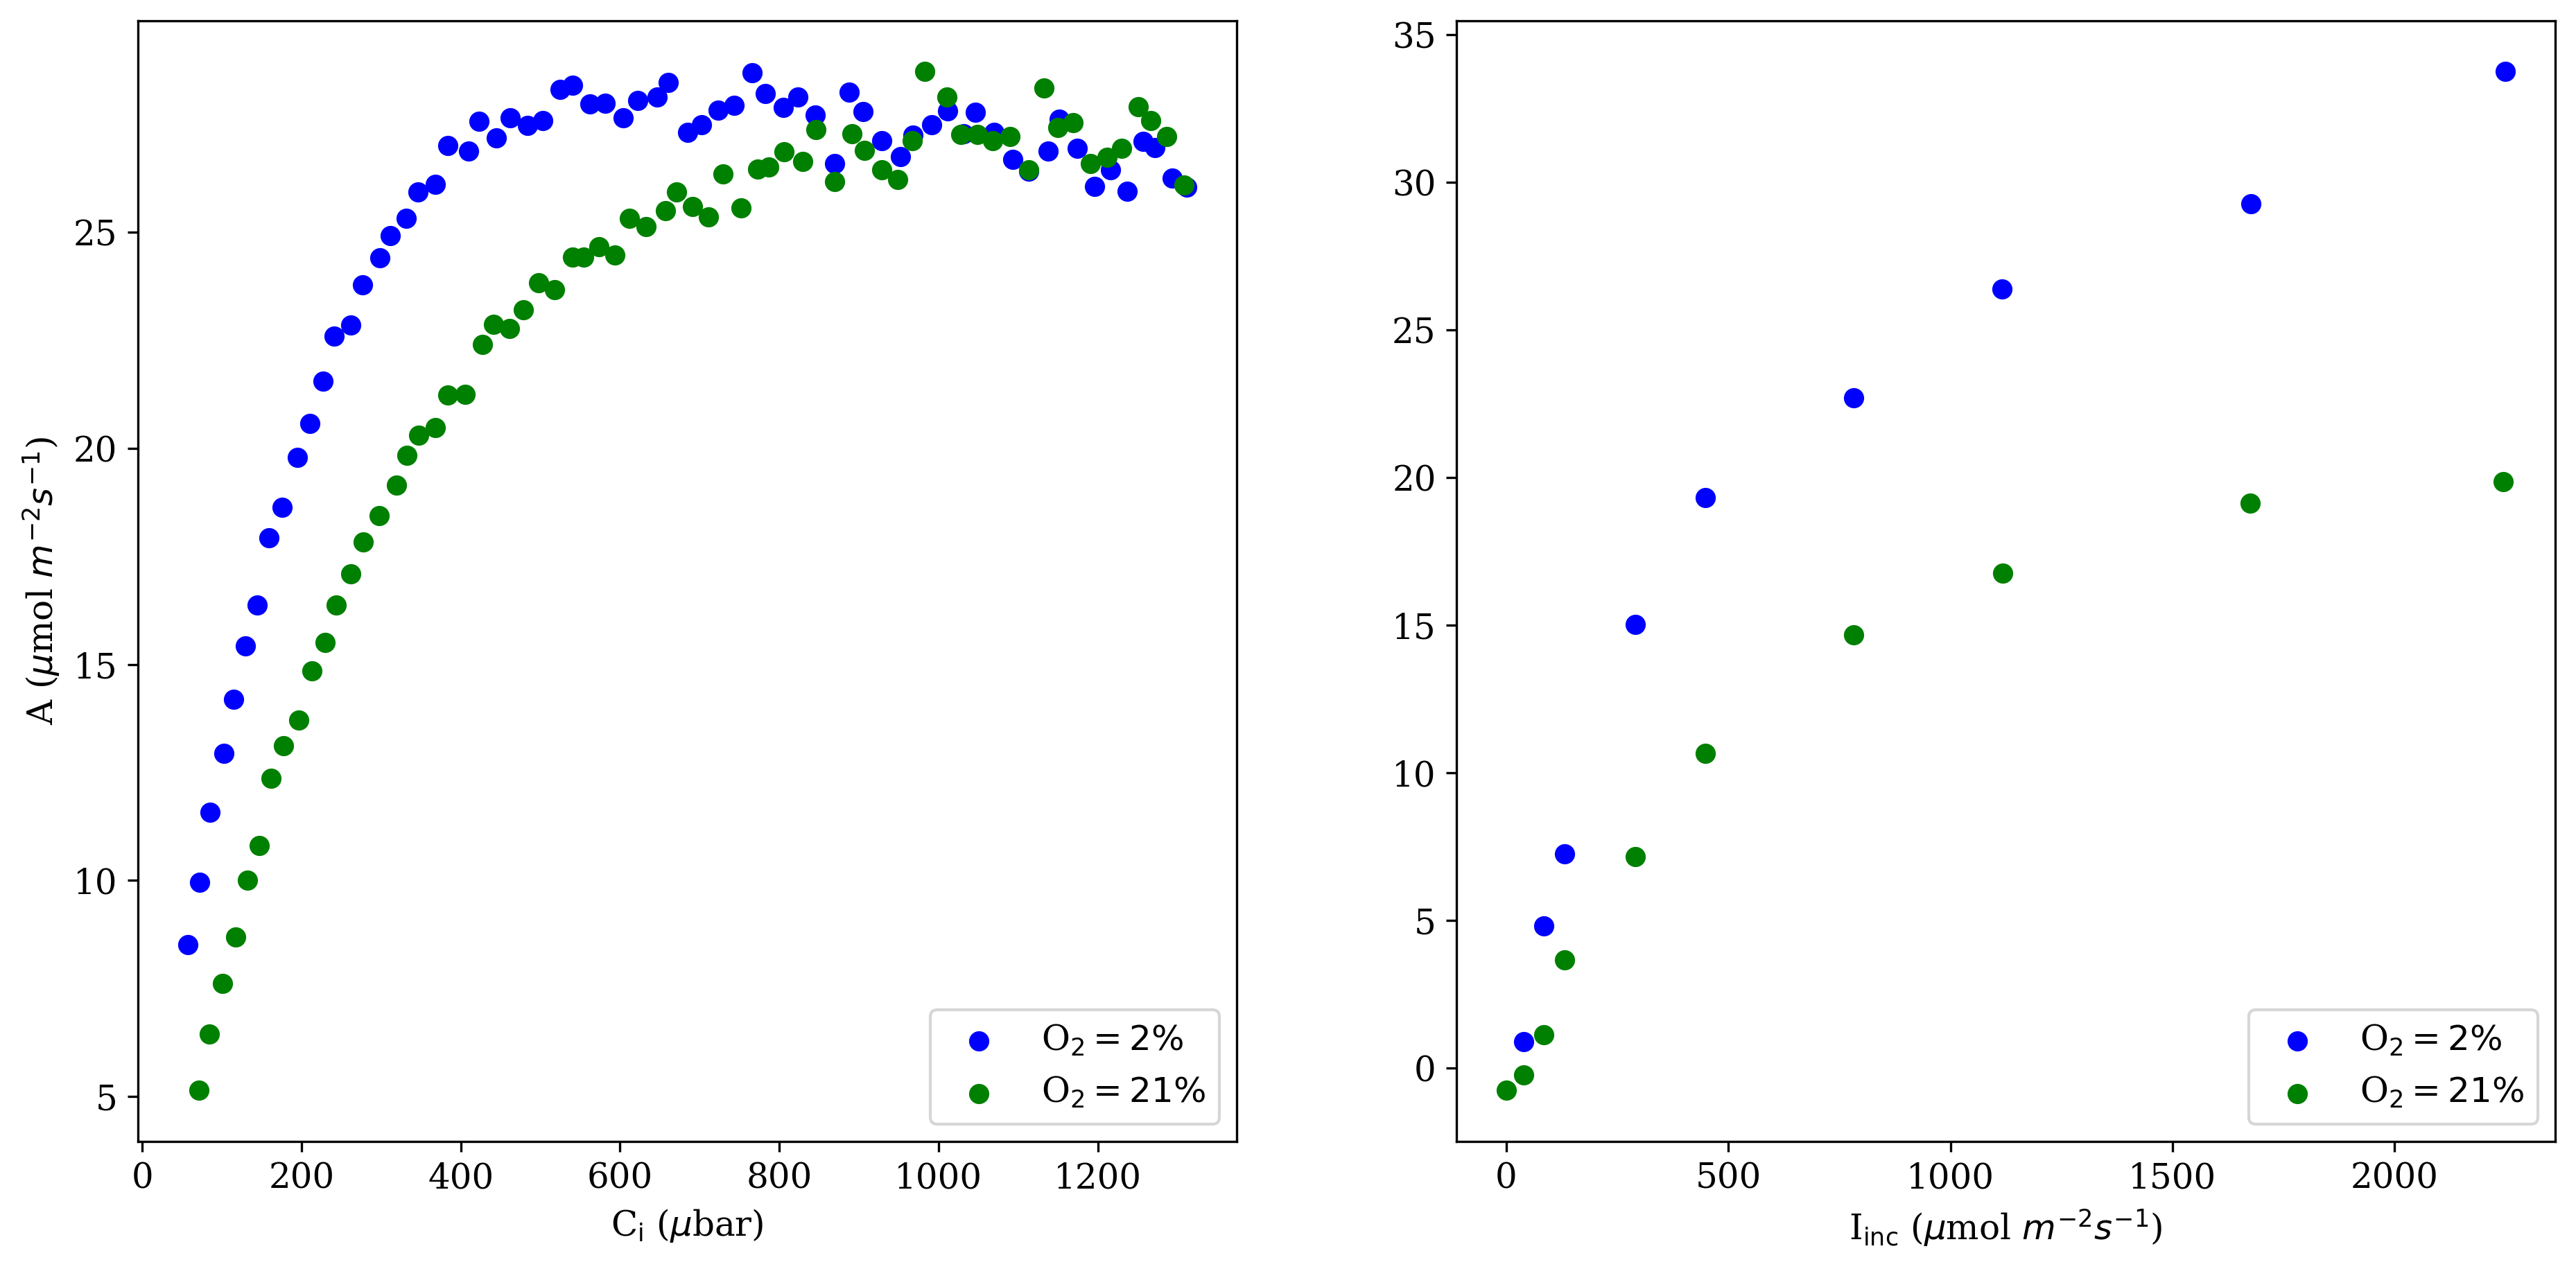 A (μmol m⁻²s⁻¹)
25
20
15
10
5
0 200 400 600 800 1000 1200
Cᵢ (μbar)
O₂ = 2%
O₂ = 21%
35
30
25
20
15
10
5
0
0 500 1000 1500 2000
I_inc (μmol m⁻²s⁻¹)
O₂ = 2%
O₂ = 21%